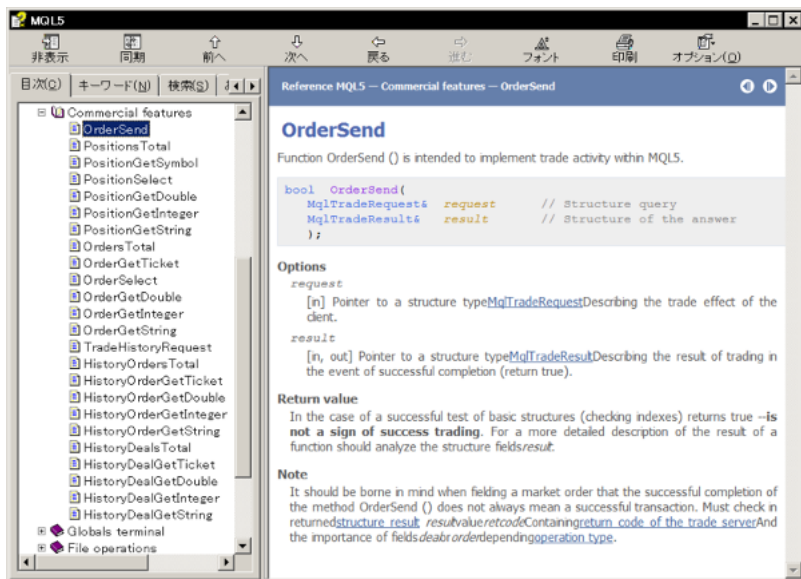 MQL5
非表示 同期 前へ 次へ 戻る 進む フォント 印刷 オプション(O)
目次(C) キーワード(N) 検索(S)
Commercial features
OrderSend
PositionsTotal
PositionGetSymbol
PositionSelect
PositionGetDouble
PositionGetInteger
PositionGetString
OrdersTotal
OrderGetTicket
OrderSelect
OrderGetDouble
OrderGetInteger
OrderGetString
TradeHistoryRequest
HistoryOrdersTotal
HistoryOrderGetTicket
HistoryOrderGetDouble
HistoryOrderGetInteger
HistoryOrderGetString
HistoryDealsTotal
HistoryDealGetTicket
HistoryDealGetDouble
HistoryDealGetInteger
HistoryDealGetString
Globals terminal
File operations
Reference MQL5 — Commercial features — OrderSend
OrderSend
Function OrderSend () is intended to implement trade activity within MQL5.
bool OrderSend(
MqlTradeRequest& request // Structure query
MqlTradeResult& result // Structure of the answer
);
Options
request
[in] Pointer to a structure typeMqlTradeRequestDescribing the trade effect of the
client.
result
[in, out] Pointer to a structure typeMqlTradeResultDescribing the result of trading in
the event of successful completion (return true).
Return value
In the case of a successful test of basic structures (checking indexes) returns true --is
not a sign of success trading. For a more detailed description of the result of a
function should analyze the structure fieldsresult.
Note
It should be borne in mind when fielding a market order that the successful completion of
the method OrderSend () does not always mean a successful transaction. Must check in
returnedstructure result resultvalueretcodeContainingreturn code of the trade serverAnd
the importance of fieldsdealororderdependingoperation type.